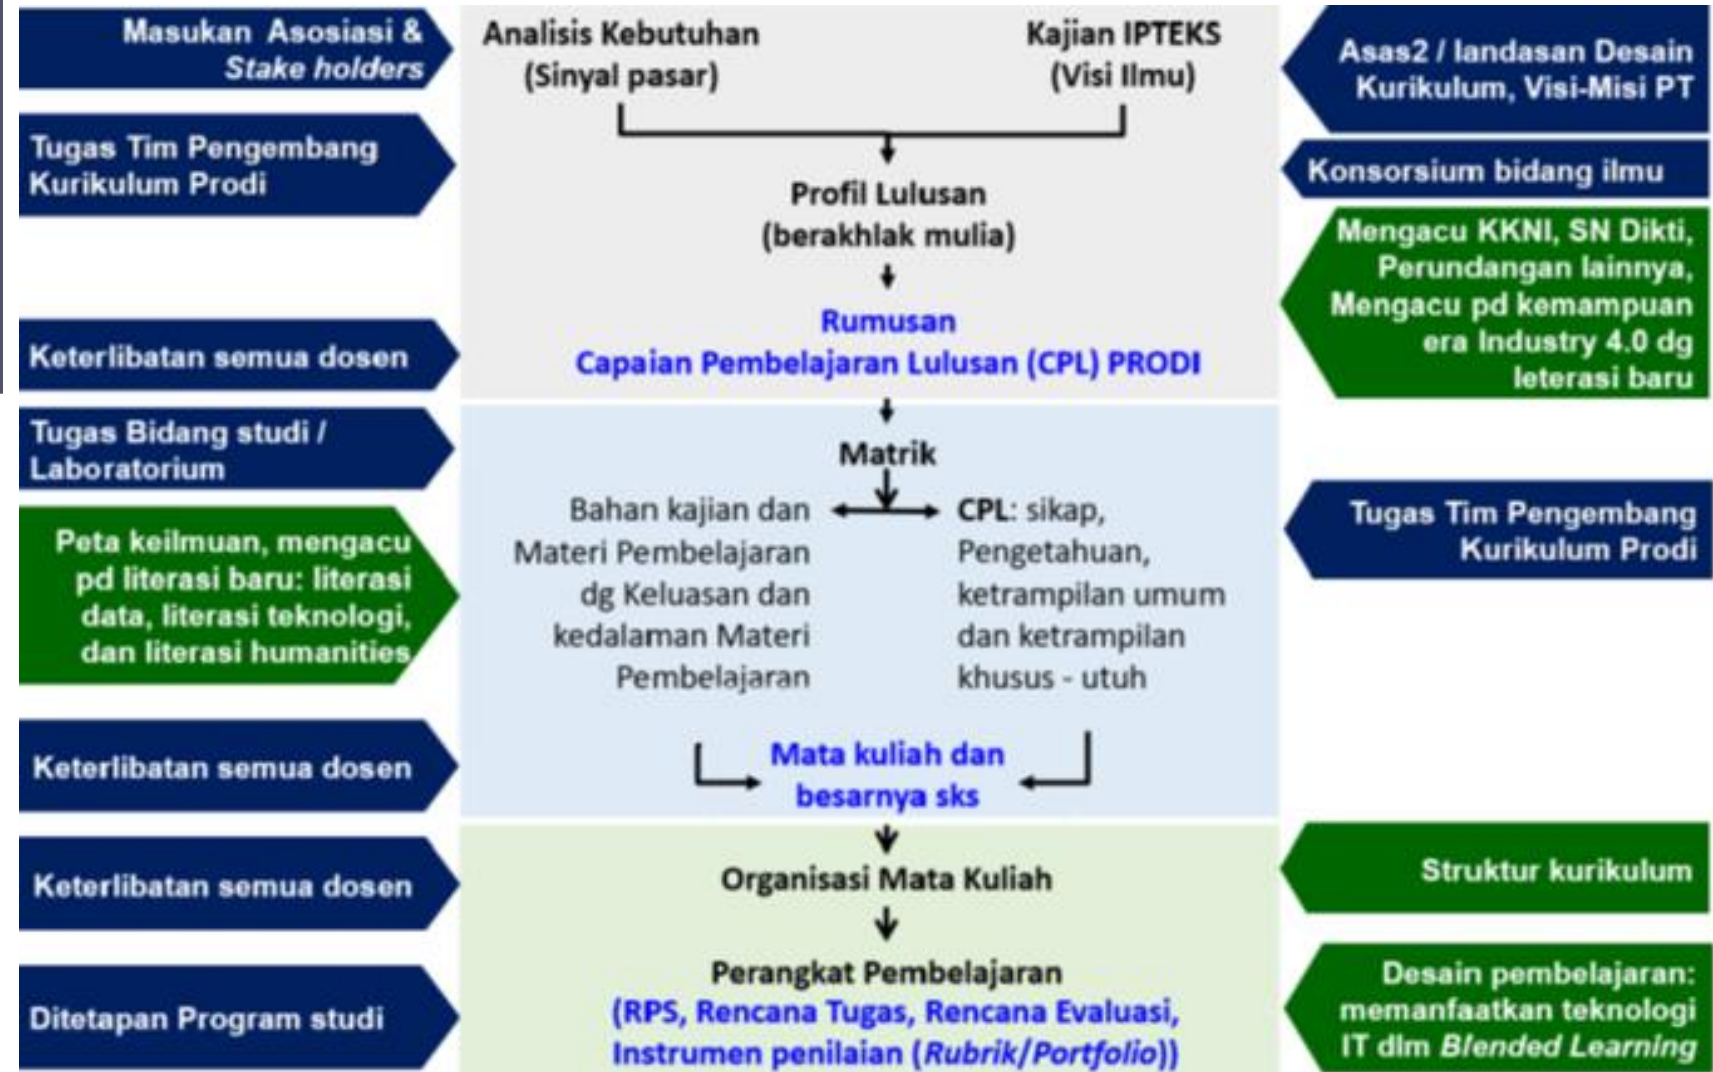 Masukan Asosiasi &
Stake holders
Analisis Kebutuhan
(Sinyal pasar)
Kajian IPTEKS
(Visi Ilmu)
Asas2 / landasan Desain
Kurikulum, Visi-Misi PT
Tugas Tim Pengembang
Kurikulum Prodi
Konsorsium bidang ilmu
Profil Lulusan
(berakhlak mulia)
Mengacu KKNI, SN Dikti,
Perundangan lainnya,
Mengacu pd kemampuan
era Industry 4.0 dg
leterasi baru
Keterlibatan semua dosen
Rumusan
Capaian Pembelajaran Lulusan (CPL) PRODI
Tugas Bidang studi /
Laboratorium
Matrik
Bahan kajian dan
Materi Pembelajaran
dg Keluasan dan
kedalaman Materi
Pembelajaran
CPL: sikap,
Pengetahuan,
ketrampilan umum
dan ketrampilan
khusus - utuh
Tugas Tim Pengembang
Kurikulum Prodi
Peta keilmuan, mengacu
pd literasi baru: literasi
data, literasi teknologi,
dan literasi humanities
Keterlibatan semua dosen
Mata kuliah dan
besarnya sks
Keterlibatan semua dosen
Organisasi Mata Kuliah
Struktur kurikulum
Ditetapan Program studi
Perangkat Pembelajaran
(RPS, Rencana Tugas, Rencana Evaluasi,
Instrumen penilaian (Rubrik/Portfolio))
Desain pembelajaran:
memanfaatkan teknologi
IT dlm Blended Learning